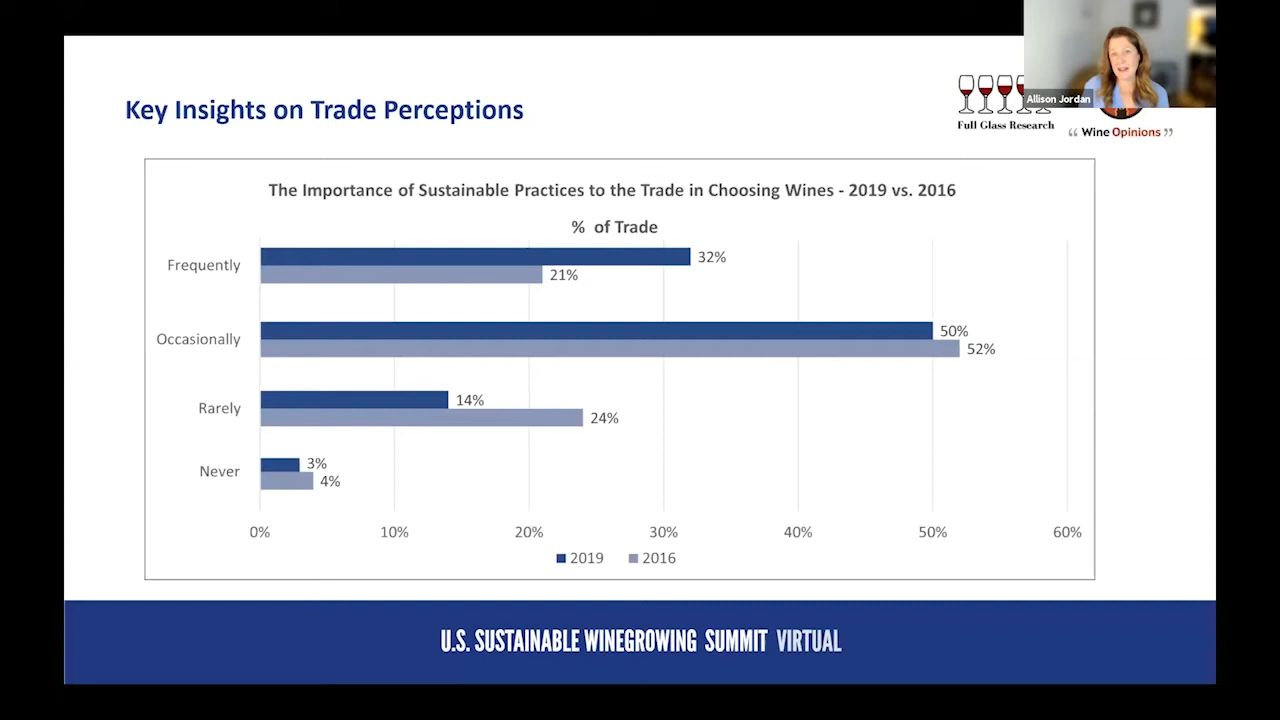 Allison Jordan
Key Insights on Trade Perceptions
Full Glass Research
“ Wine Opinions ”
The Importance of Sustainable Practices to the Trade in Choosing Wines - 2019 vs. 2016
% of Trade
Frequently
32%
21%
Occasionally
50%
52%
Rarely
14%
24%
Never
3%
4%
0% 10% 20% 30% 40% 50% 60%
2019 2016
U.S. SUSTAINABLE WINEGROWING SUMMIT VIRTUAL